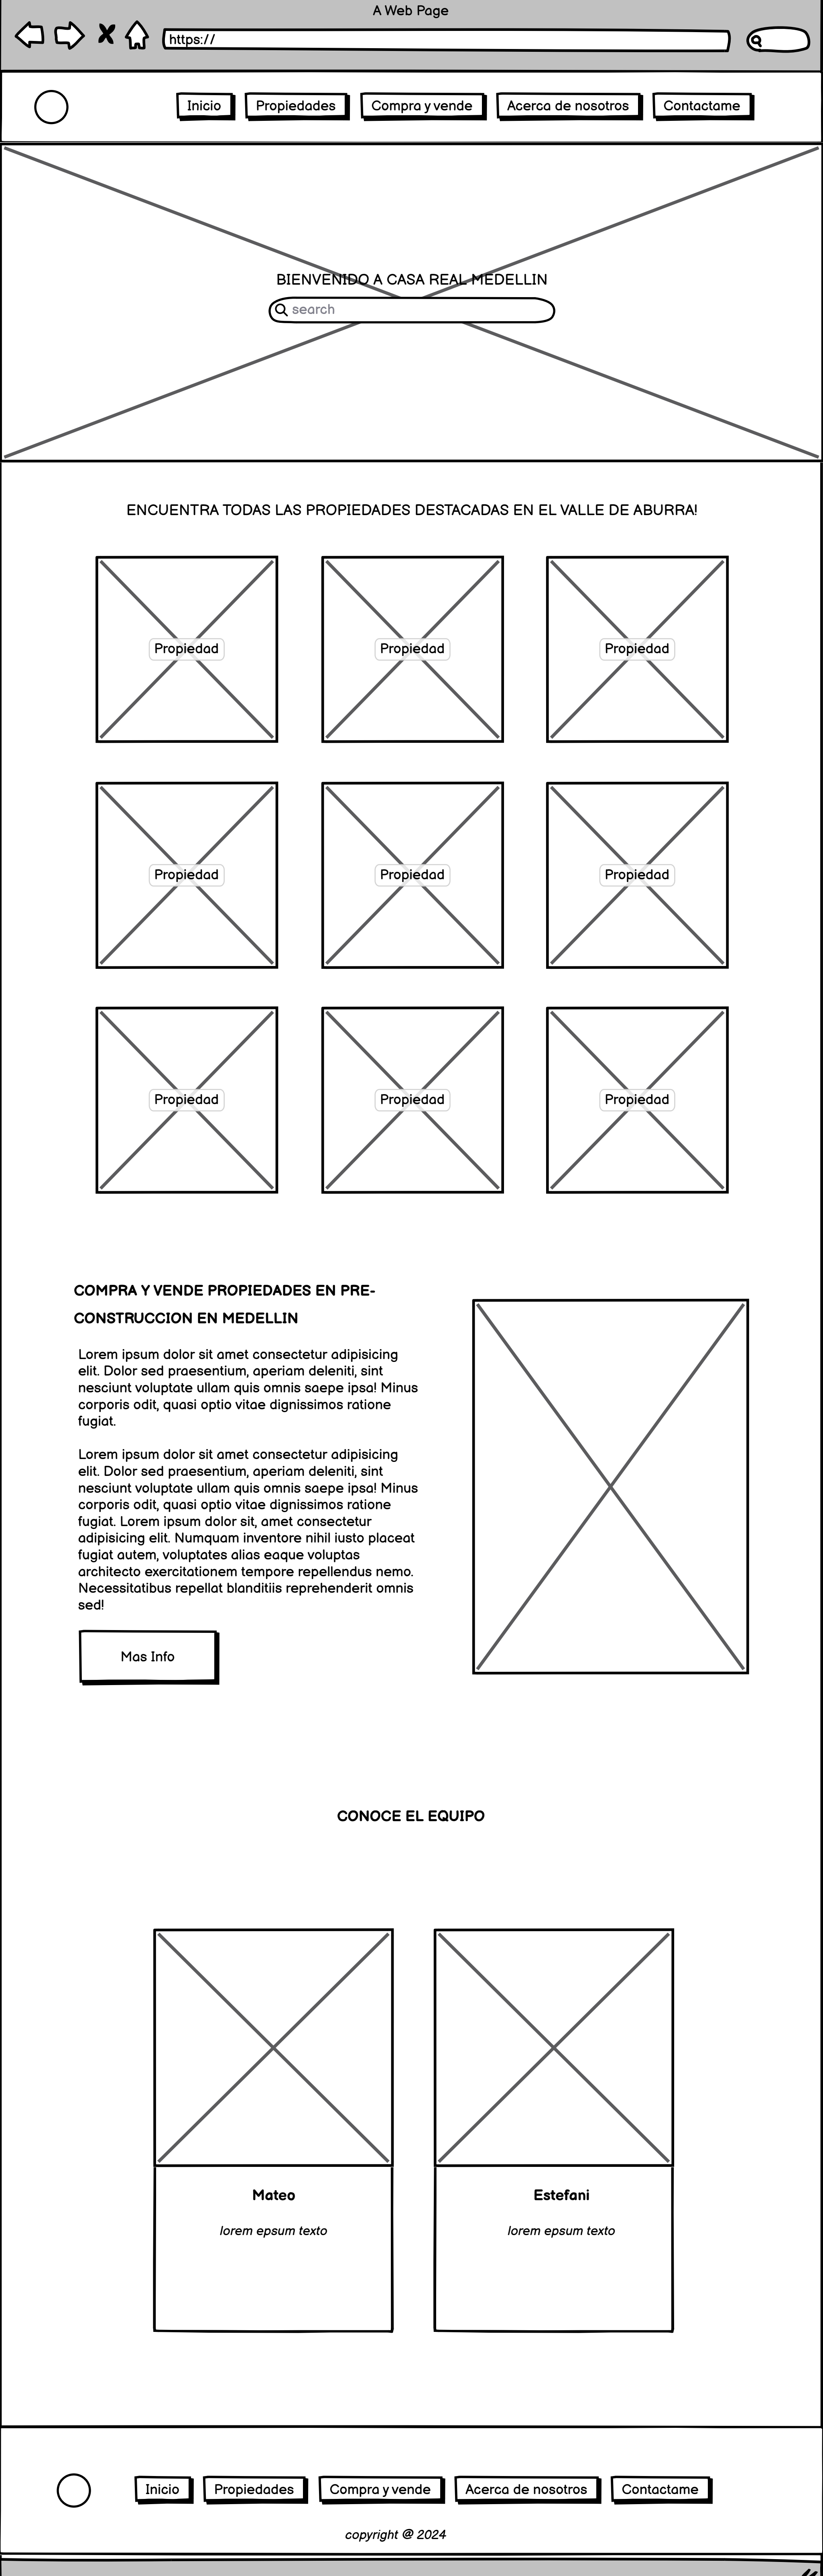 A Web Page
https://
Inicio
Propiedades
Compra y vende
Acerca de nosotros
Contactame
BIENVENIDO A CASA REAL MEDELLIN
search
ENCUENTRA TODAS LAS PROPIEDADES DESTACADAS EN EL VALLE DE ABURRA!
Propiedad
Propiedad
Propiedad
Propiedad
Propiedad
Propiedad
Propiedad
Propiedad
Propiedad
COMPRA Y VENDE PROPIEDADES EN PRE-
CONSTRUCCION EN MEDELLIN
Lorem ipsum dolor sit amet consectetur adipisicing
elit. Dolor sed praesentium, aperiam deleniti, sint
nesciunt voluptate ullam quis omnis saepe ipsa! Minus
corporis odit, quasi optio vitae dignissimos ratione
fugiat.
Lorem ipsum dolor sit amet consectetur adipisicing
elit. Dolor sed praesentium, aperiam deleniti, sint
nesciunt voluptate ullam quis omnis saepe ipsa! Minus
corporis odit, quasi optio vitae dignissimos ratione
fugiat. Lorem ipsum dolor sit, amet consectetur
adipisicing elit. Numquam inventore nihil iusto placeat
fugiat autem, voluptates alias eaque voluptas
architecto exercitationem tempore repellendus nemo.
Necessitatibus repellat blanditiis reprehenderit omnis
sed!
Mas Info
CONOCE EL EQUIPO
Mateo
lorem epsum texto
Estefani
lorem epsum texto
Inicio
Propiedades
Compra y vende
Acerca de nosotros
Contactame
copyright @ 2024